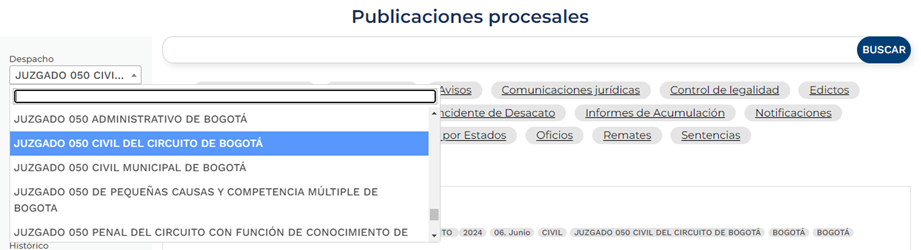 Publicaciones procesales
BUSCAR
Despacho
JUZGADO 050 CIVI...
Avisos Comunicaciones jurídicas Control de legalidad Edictos
JUZGADO 050 ADMINISTRATIVO DE BOGOTÁ
ncidente de Desacato Informes de Acumulación Notificaciones
JUZGADO 050 CIVIL DEL CIRCUITO DE BOGOTÁ
por Estados Oficios Remates Sentencias
JUZGADO 050 CIVIL MUNICIPAL DE BOGOTÁ
JUZGADO 050 DE PEQUEÑAS CAUSAS Y COMPETENCIA MÚLTIPLE DE
BOGOTA
JUZGADO 050 PENAL DEL CIRCUITO CON FUNCIÓN DE CONOCIMIENTO DE
TO 2024 06. Junio CIVIL JUZGADO 050 CIVIL DEL CIRCUITO DE BOGOTÁ BOGOTÁ BOGOTÁ
Histórico